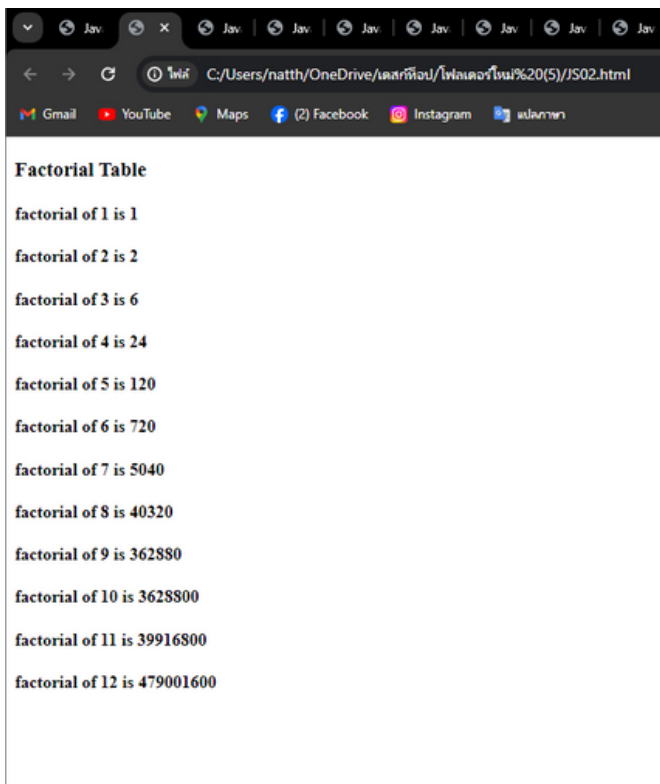 Jav × Jav Jav Jav Jav Jav Jav Jav
ไฟล์ C:/Users/natth/OneDrive/เดสก์ท็อป/โฟลเดอร์ใหม่%20(5)/JS02.html
Gmail YouTube Maps (2) Facebook Instagram แปลภาษา
Factorial Table
factorial of 1 is 1
factorial of 2 is 2
factorial of 3 is 6
factorial of 4 is 24
factorial of 5 is 120
factorial of 6 is 720
factorial of 7 is 5040
factorial of 8 is 40320
factorial of 9 is 362880
factorial of 10 is 3628800
factorial of 11 is 39916800
factorial of 12 is 479001600